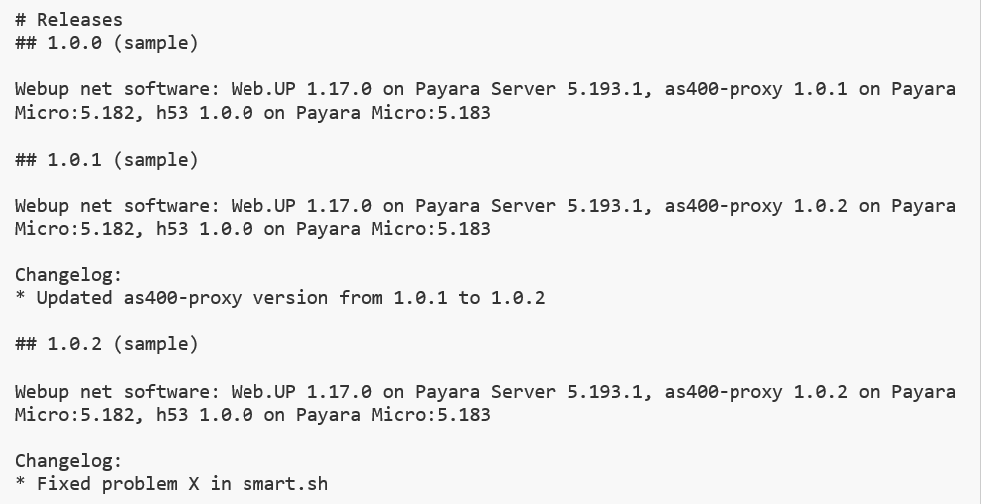 # Releases
## 1.0.0 (sample)
Webup net software: Web.UP 1.17.0 on Payara Server 5.193.1, as400-proxy 1.0.1 on Payara
Micro:5.182, h53 1.0.0 on Payara Micro:5.183
## 1.0.1 (sample)
Webup net software: Web.UP 1.17.0 on Payara Server 5.193.1, as400-proxy 1.0.2 on Payara
Micro:5.182, h53 1.0.0 on Payara Micro:5.183
Changelog:
* Updated as400-proxy version from 1.0.1 to 1.0.2
## 1.0.2 (sample)
Webup net software: Web.UP 1.17.0 on Payara Server 5.193.1, as400-proxy 1.0.2 on Payara
Micro:5.182, h53 1.0.0 on Payara Micro:5.183
Changelog:
* Fixed problem X in smart.sh